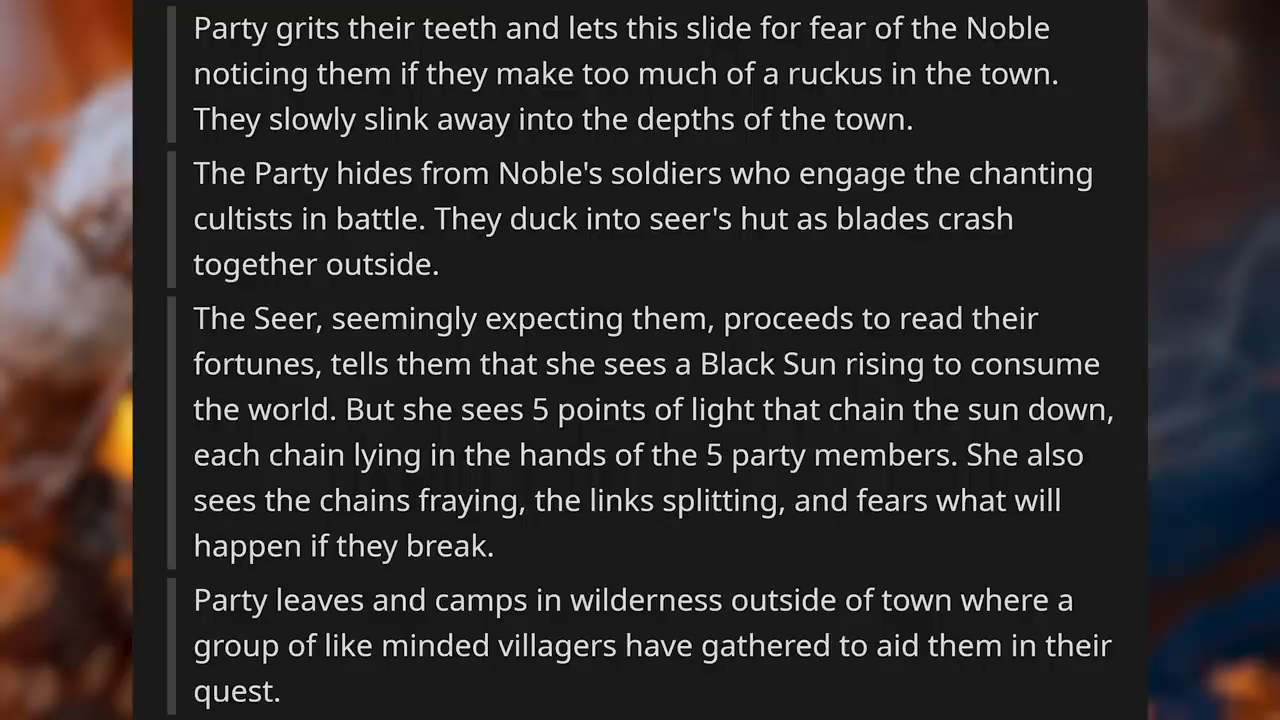 Party grits their teeth and lets this slide for fear of the Noble
noticing them if they make too much of a ruckus in the town.
They slowly slink away into the depths of the town.
The Party hides from Noble's soldiers who engage the chanting
cultists in battle. They duck into seer's hut as blades crash
together outside.
The Seer, seemingly expecting them, proceeds to read their
fortunes, tells them that she sees a Black Sun rising to consume
the world. But she sees 5 points of light that chain the sun down,
each chain lying in the hands of the 5 party members. She also
sees the chains fraying, the links splitting, and fears what will
happen if they break.
Party leaves and camps in wilderness outside of town where a
group of like minded villagers have gathered to aid them in their
quest.